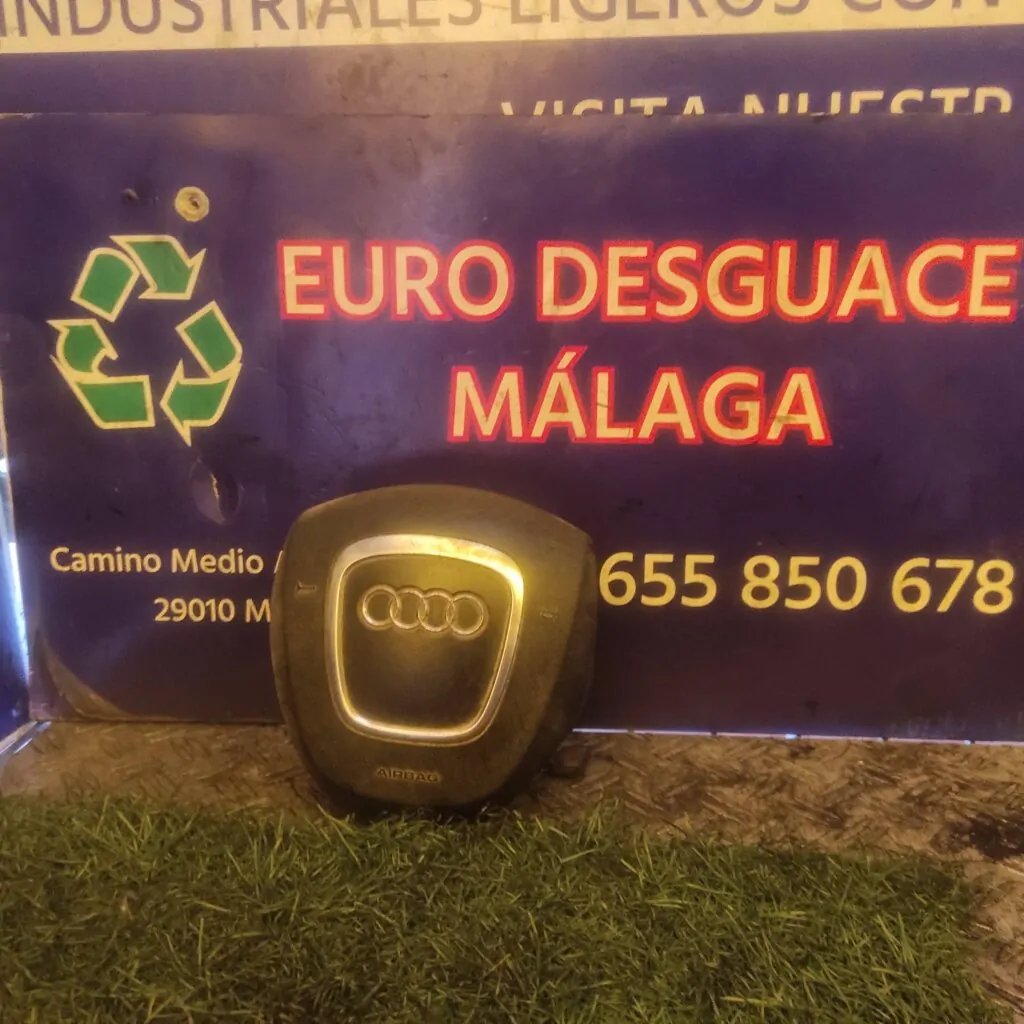 INDUSTRIALES LIGEROS CON
VISITA NUESTR
EURO DESGUACE
MÁLAGA
Camino Medio
29010 M
655 850 678
AIRBAG